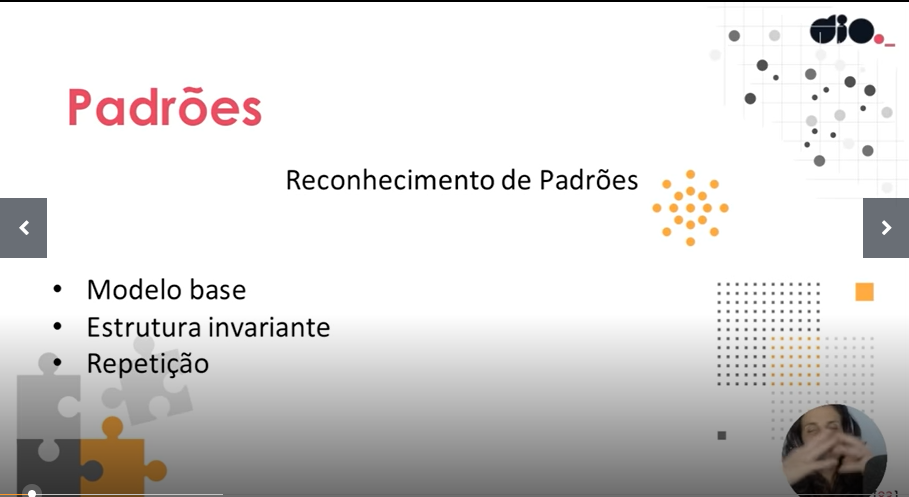 dio.
Padrões
Reconhecimento de Padrões
• Modelo base
• Estrutura invariante
• Repetição